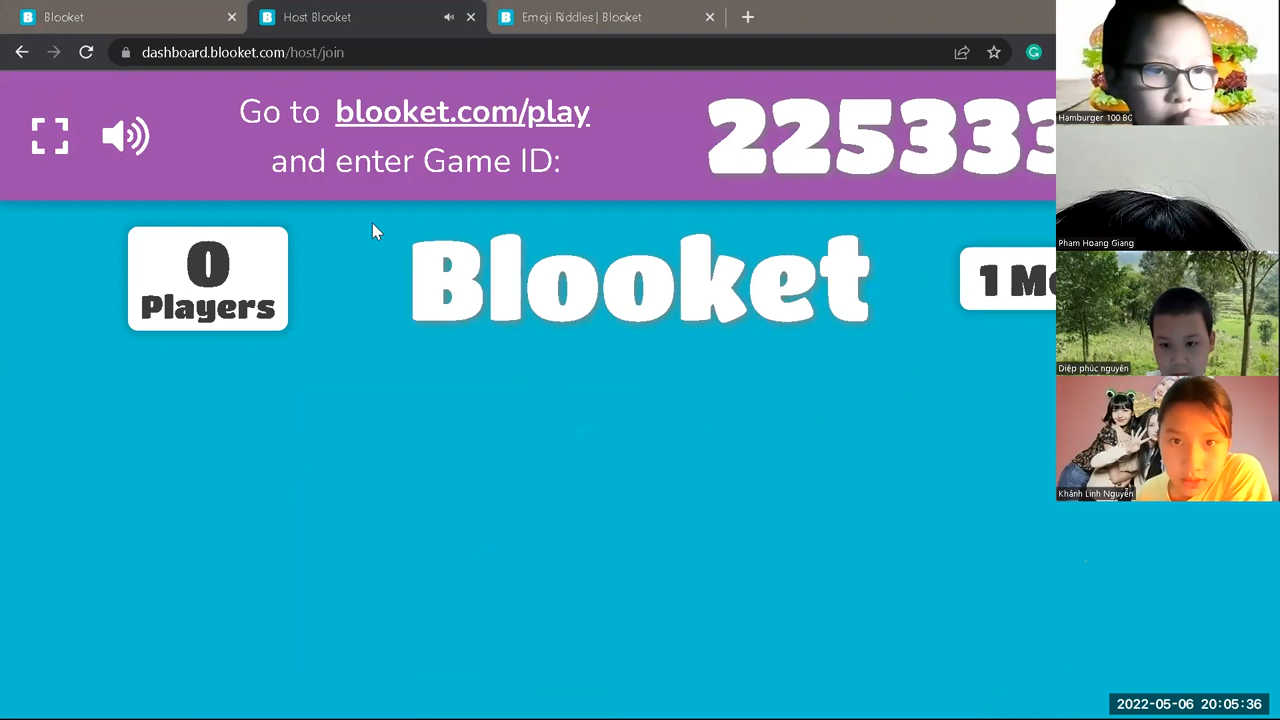 Blooket
Host Blooket
Emoji Riddles | Blooket
dashboard.blooket.com/host/join
Go to blooket.com/play
and enter Game ID:
225333
0
Players
Blooket
1 Mo
Hamburger 100 BC
Pham Hoang Giang
Diệp phúc nguyên
Khánh Linh Nguyễn
2022-05-06 20:05:36